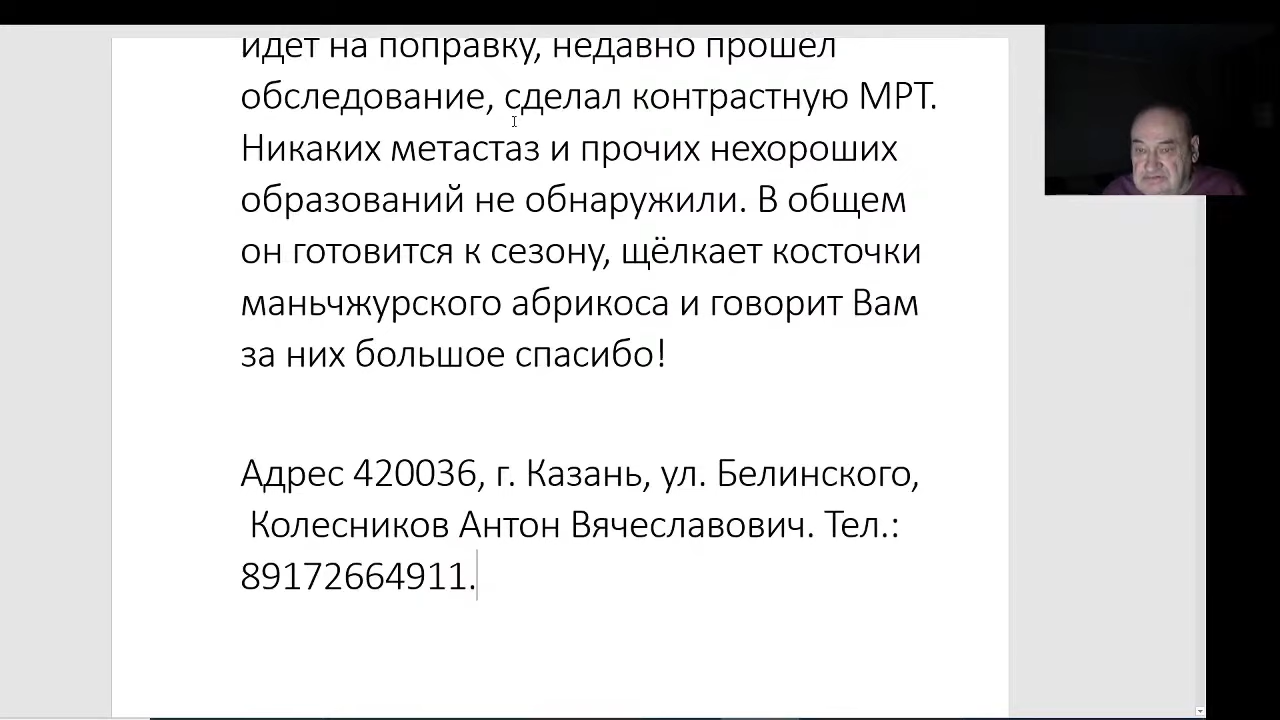 идет на поправку, недавно прошел
обследование, сделал контрастную МРТ.
Никаких метастаз и прочих нехороших
образований не обнаружили. В общем
он готовится к сезону, щёлкает косточки
маньчжурского абрикоса и говорит Вам
за них большое спасибо!
Адрес 420036, г. Казань, ул. Белинского,
Колесников Антон Вячеславович. Тел.:
89172664911.